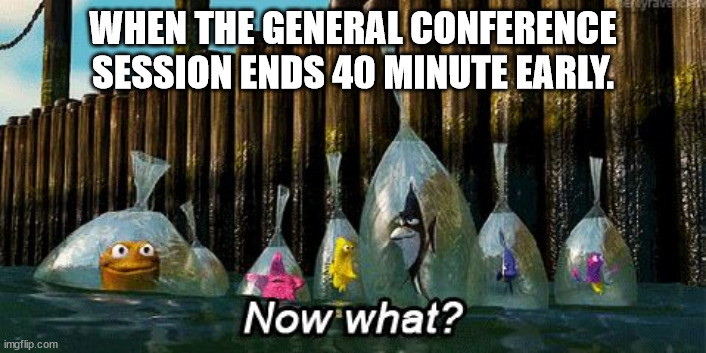 WHEN THE GENERAL CONFERENCE
SESSION ENDS 40 MINUTE EARLY.
Now what?
imgflip.com